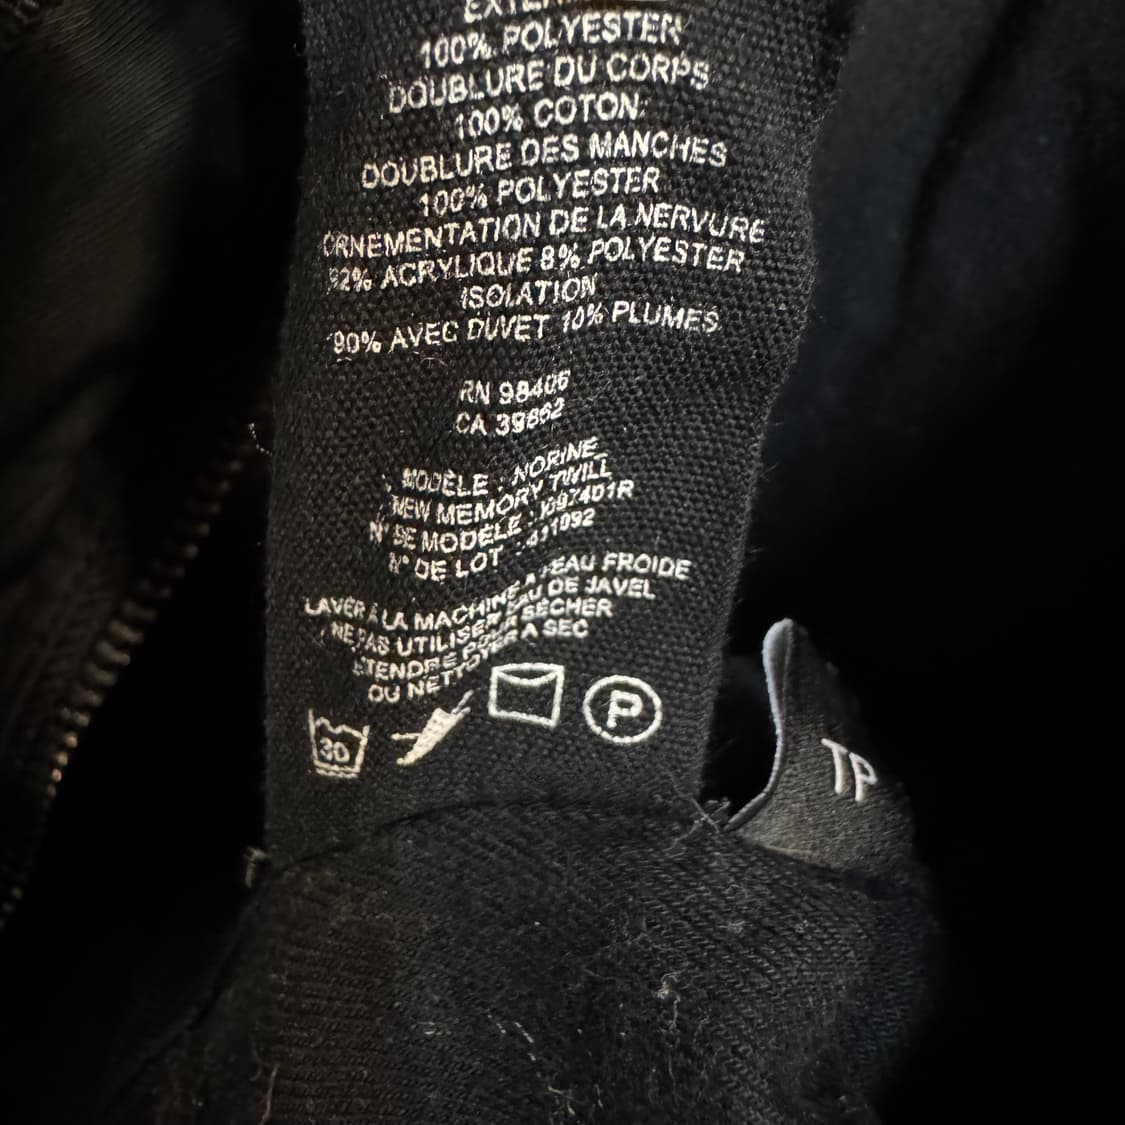 100% POLYESTER
DOUBLURE DU CORPS
100% COTON
DOUBLURE DES MANCHES
100% POLYESTER
ORNEMENTATION DE LA NERVURE
92% ACRYLIQUE 8% POLYESTER
ISOLATION
90% AVEC DUVET 10% PLUMES
RN 98406
CA 39862
MODÈLE : NORINE
NEW MEMORY TWILL
N° DE MODÈLE :
N° DE LOT : 411092
LAVER À LA MACHINE À L'EAU FROIDE
NE PAS UTILISER EAU DE JAVEL
ÉTENDRE POUR SÉCHER
OU NETTOYER A SEC
30
P
TP